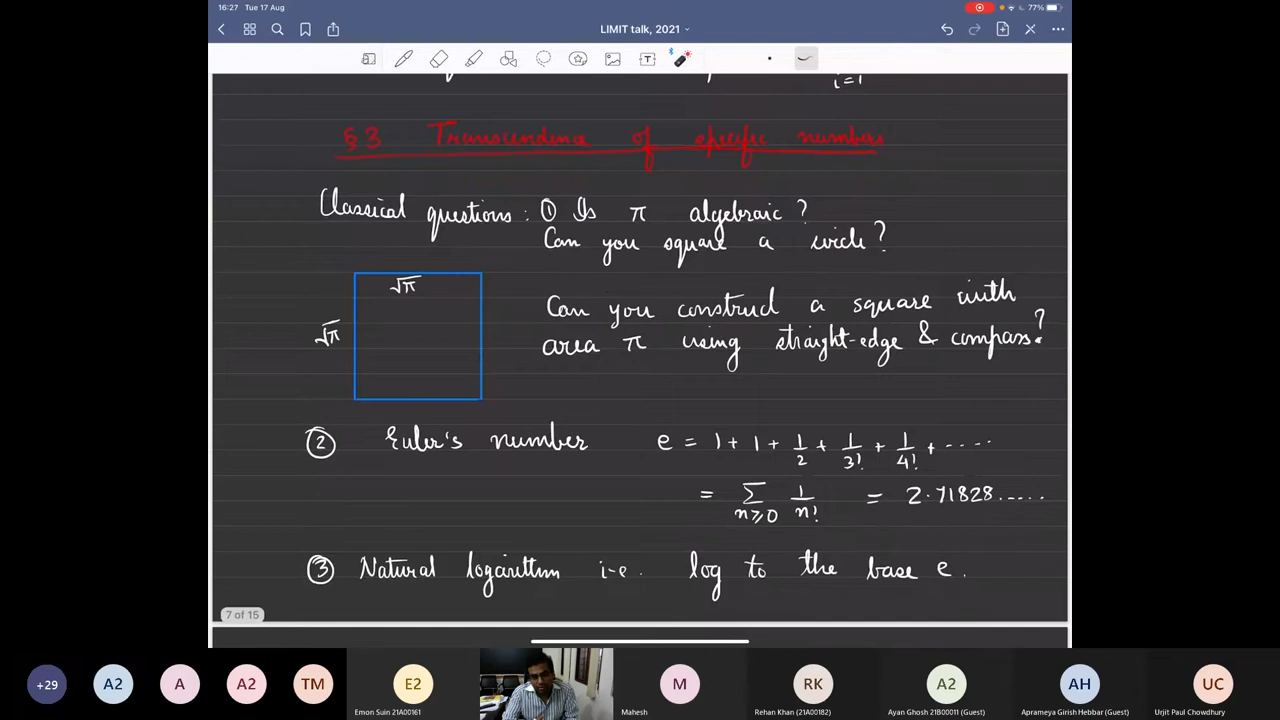 16:27 Tue 17 Aug
77%
LIMIT talk, 2021
i=1
§3 Transcendence of specific numbers
Classical questions: ① Is π algebraic?
Can you square a circle?
√π
√π
Can you construct a square with
area π using straight-edge & compass?
② Euler's number e = 1 + 1 + 1/2 + 1/3! + 1/4! + ....
= Σ n≥0 1/n! = 2.71828.....
③ Natural logarithm i.e. log to the base e.
7 of 15
+29
A2
A
A2
TM
E2
M
RK
A2
AH
UC
Emon Suin 21A00161
Mahesh
Rehan Khan (21A00182)
Ayan Ghosh 21B00011 (Guest)
Aprameya Girish Hebbar (Guest)
Urjit Paul Chowdhury